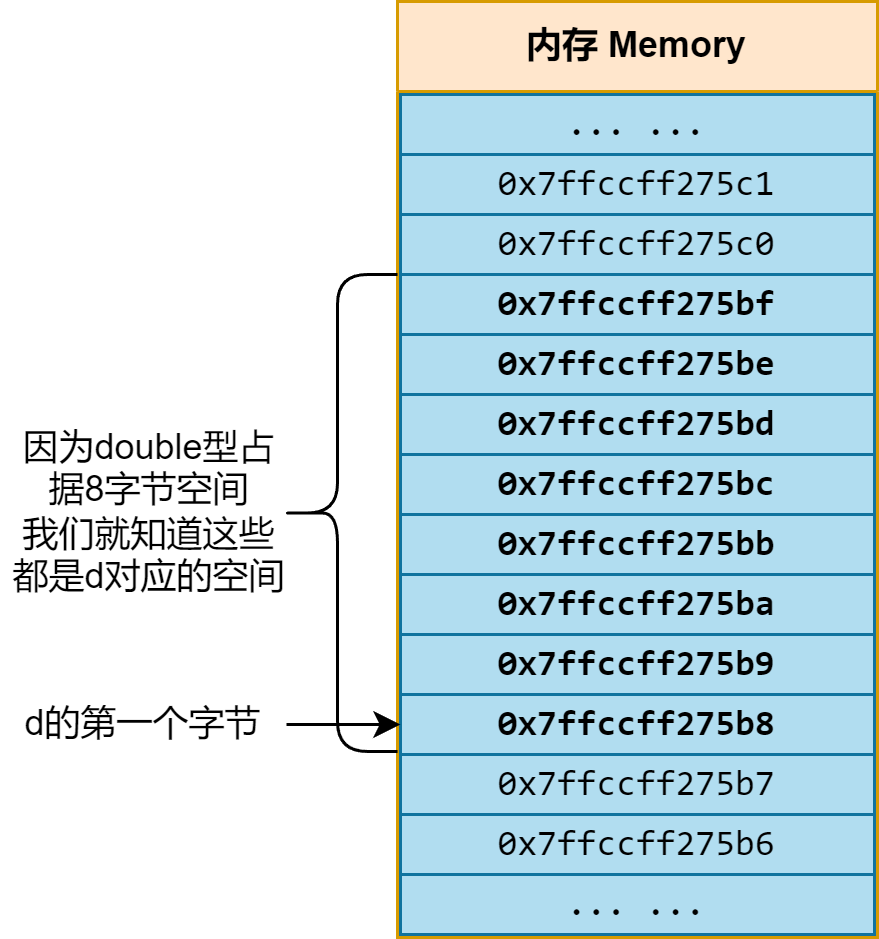 内存 Memory
... ...
0x7ffccff275c1
0x7ffccff275c0
0x7ffccff275bf
0x7ffccff275be
0x7ffccff275bd
0x7ffccff275bc
0x7ffccff275bb
0x7ffccff275ba
0x7ffccff275b9
0x7ffccff275b8
0x7ffccff275b7
0x7ffccff275b6
... ...
因为double型占
据8字节空间
我们就知道这些
都是d对应的空间
d的第一个字节